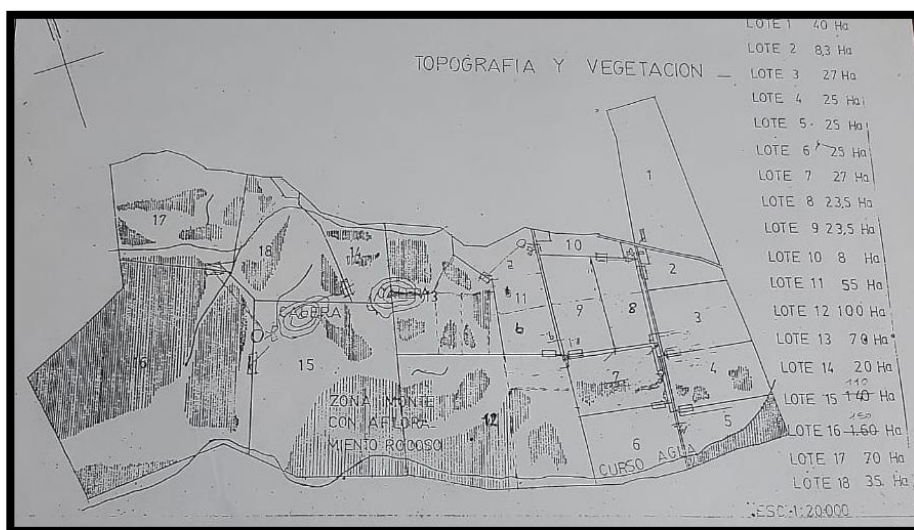 TOPOGRAFIA Y VEGETACION
LOTE 1 40 Ha
LOTE 2 8,3 Ha
LOTE 3 27 Ha
LOTE 4 25 Ha
LOTE 5 25 Ha
LOTE 6 25 Ha
LOTE 7 27 Ha
LOTE 8 23,5 Ha
LOTE 9 23,5 Ha
LOTE 10 8 Ha
LOTE 11 55 Ha
LOTE 12 100 Ha
LOTE 13 70 Ha
LOTE 14 20 Ha
110
LOTE 15 140 Ha
150
LOTE 16 160 Ha
LOTE 17 70 Ha
LOTE 18 35 Ha
ESC 1:20000
1
17
18
14
10
2
13
11
9
8
3
CASERA
16
15
7
4
ZONA MONTE
CON AFLORA
MIENTO ROCOSO
12
6
5
CURSO AGUA